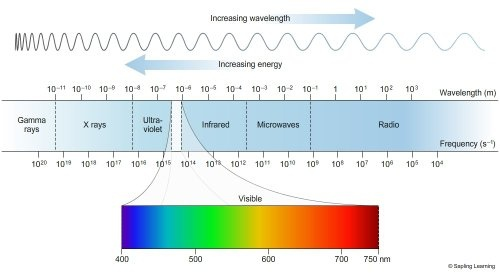 Increasing wavelength
Increasing energy
10⁻¹¹ 10⁻¹⁰ 10⁻⁹ 10⁻⁸ 10⁻⁷ 10⁻⁶ 10⁻⁵ 10⁻⁴ 10⁻³ 10⁻² 10⁻¹ 10¹ 10² 10³ Wavelength (m)
Gamma rays
X rays
Ultra-violet
Infrared
Microwaves
Radio
Frequency (s⁻¹)
10²⁰ 10¹⁹ 10¹⁸ 10¹⁷ 10¹⁶ 10¹⁵ 10¹⁴ 10¹³ 10¹² 10¹¹ 10¹⁰ 10⁹ 10⁸ 10⁷ 10⁶ 10⁵ 10⁴
Visible
400 500 600 700 750 nm
© Sapling Learning